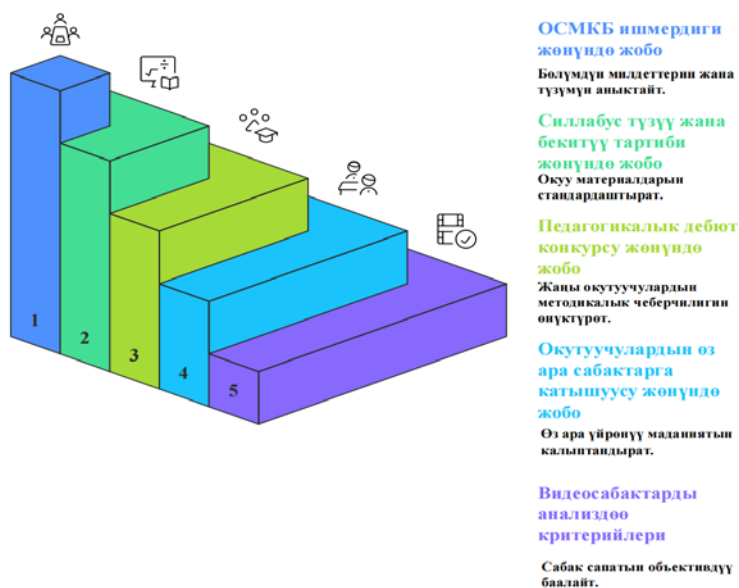 1
2
3
4
5
ОСМКБ ишмердиги
жөнүндө жобо
Бөлүмдүн милдеттерин жана
түзүмүн аныктайт.
Силлабус түзүү жана
бекитүү тартиби
жөнүндө жобо
Окуу материалдарын
стандардаштырат.
Педагогикалык дебют
конкурсу жөнүндө
жобо
Жаңы окутуучулардын
методикалык чеберчилигин
өнүктүрөт.
Окутуучулардын өз
ара сабактарга
катышуусу жөнүндө
жобо
Өз ара үйрөнүү маданиятын
калыптандырат.
Видеосабактарды
анализдөө
критерийлери
Сабак сапатын объективдүү
баалайт.